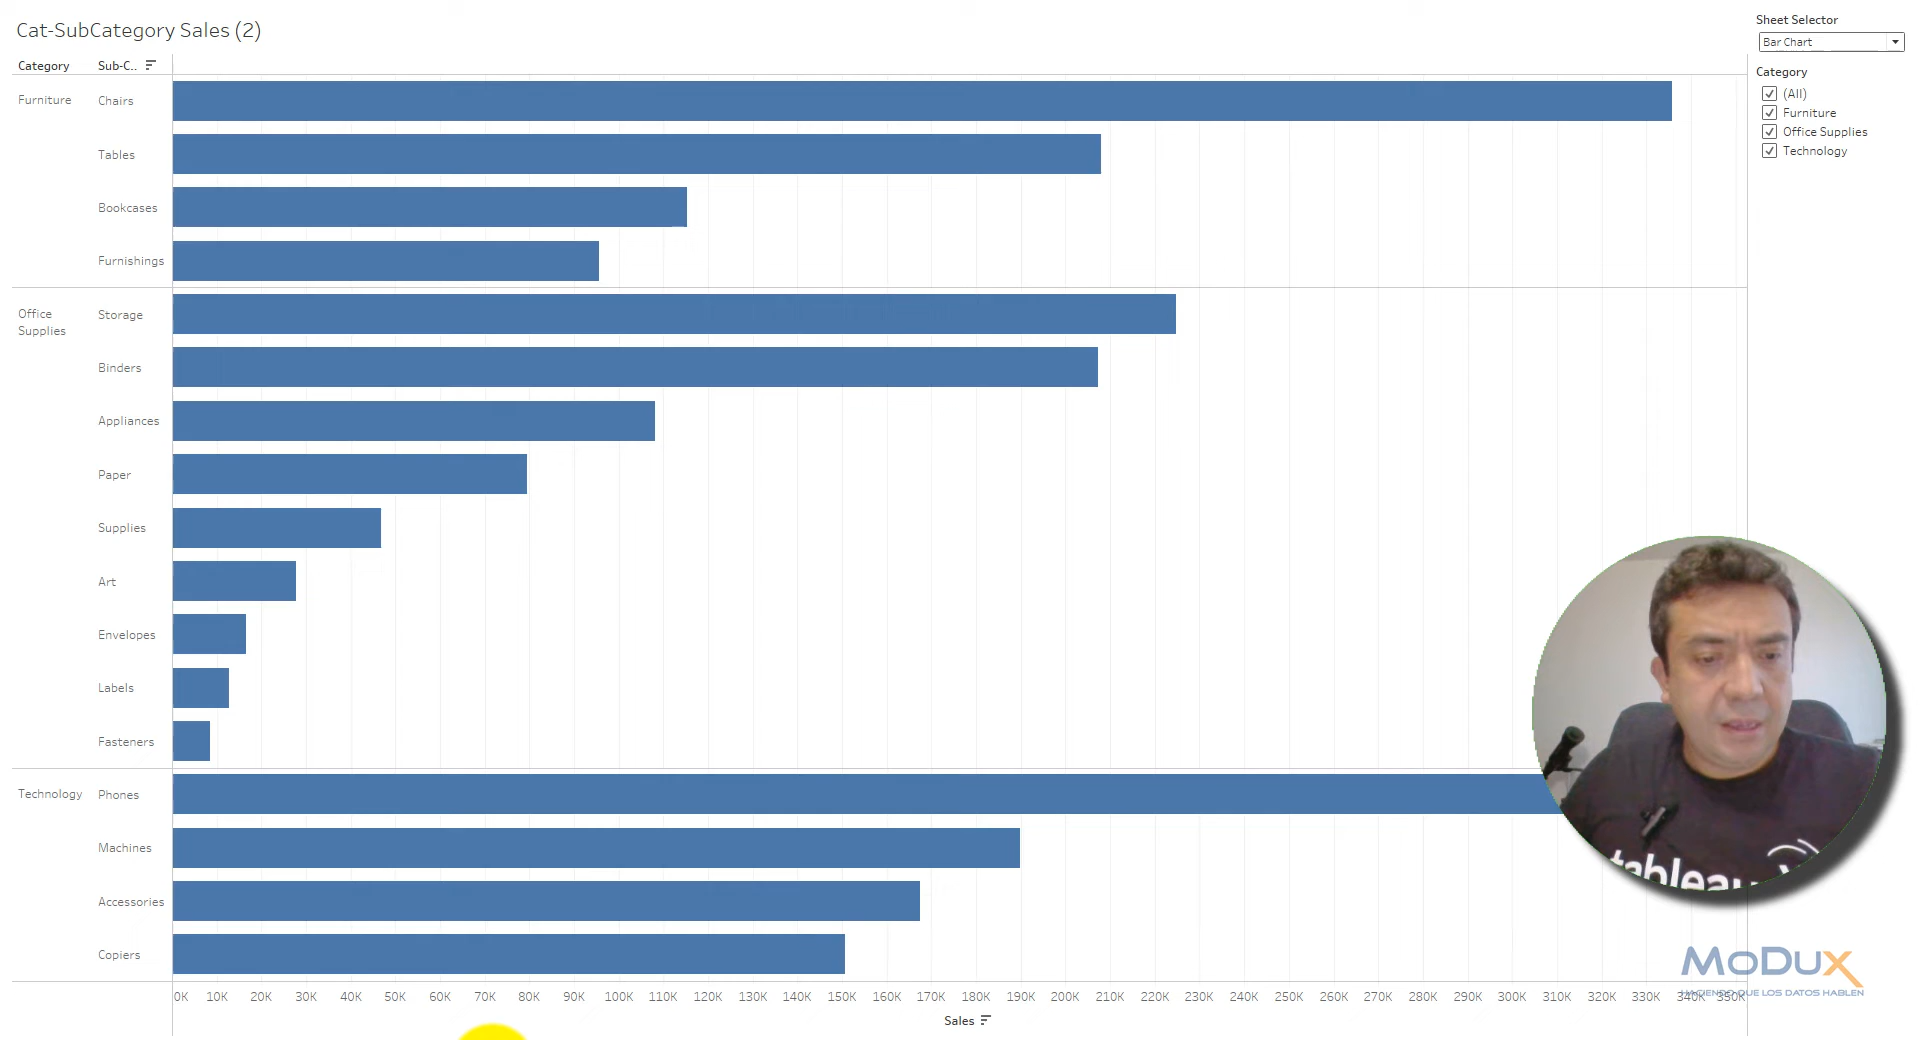 Cat-SubCategory Sales (2)
Category Sub-C..
Furniture Chairs
Tables
Bookcases
Furnishings
Office Supplies Storage
Binders
Appliances
Paper
Supplies
Art
Envelopes
Labels
Fasteners
Technology Phones
Machines
Accessories
Copiers
0K 10K 20K 30K 40K 50K 60K 70K 80K 90K 100K 110K 120K 130K 140K 150K 160K 170K 180K 190K 200K 210K 220K 230K 240K 250K 260K 270K 280K 290K 300K 310K 320K 330K 340K 350K
Sales
Sheet Selector
Bar Chart
Category
(All)
Furniture
Office Supplies
Technology
tableau
MoDUX
HACIENDO QUE LOS DATOS HABLEN